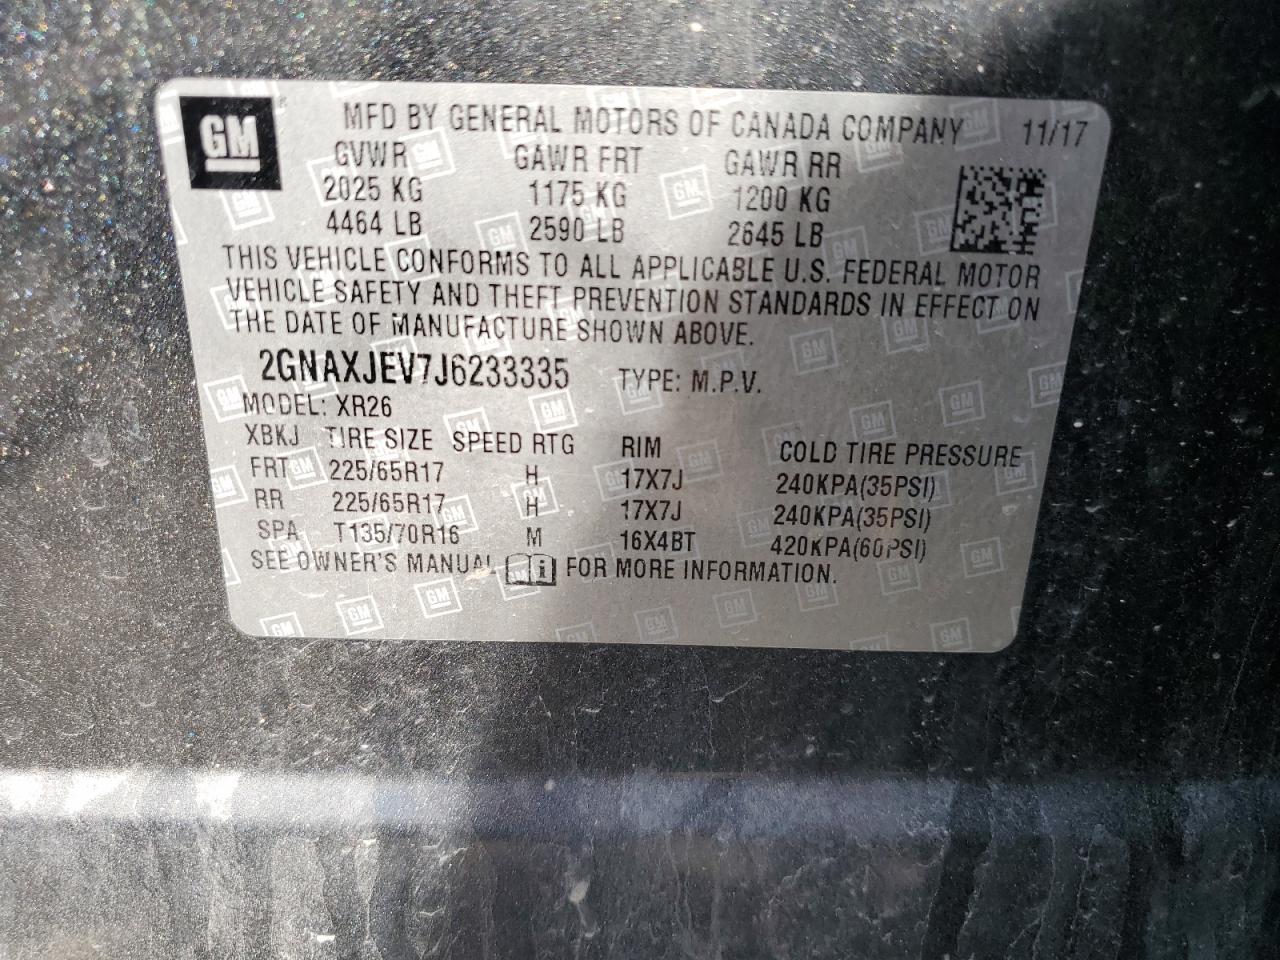 GM ® MFD BY GENERAL MOTORS OF CANADA COMPANY 11/17
GVWR GAWR FRT GAWR RR
2025 KG 1175 KG 1200 KG
4464 LB 2590 LB 2645 LB
THIS VEHICLE CONFORMS TO ALL APPLICABLE U.S. FEDERAL MOTOR
VEHICLE SAFETY AND THEFT PREVENTION STANDARDS IN EFFECT ON
THE DATE OF MANUFACTURE SHOWN ABOVE.
2GNAXJEV7J6233335 TYPE: M.P.V.
MODEL: XR26
XBKJ TIRE SIZE SPEED RTG RIM COLD TIRE PRESSURE
FRT 225/65R17 H 17X7J 240KPA(35PSI)
RR 225/65R17 H 17X7J 240KPA(35PSI)
SPA T135/70R16 M 16X4BT 420KPA(60PSI)
SEE OWNER'S MANUAL i FOR MORE INFORMATION.